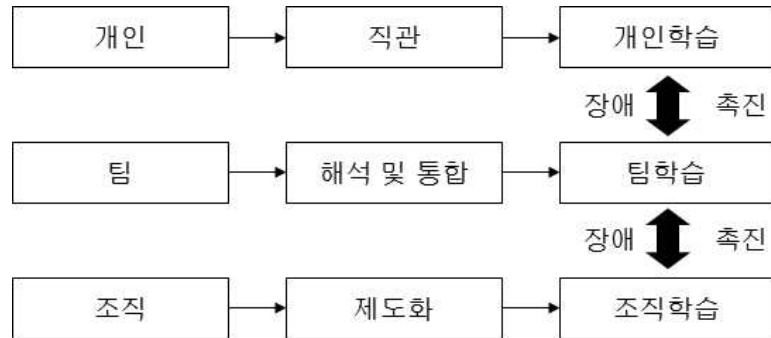 개인 직관 개인학습
장애 촉진
팀 해석 및 통합 팀학습
장애 촉진
조직 제도화 조직학습